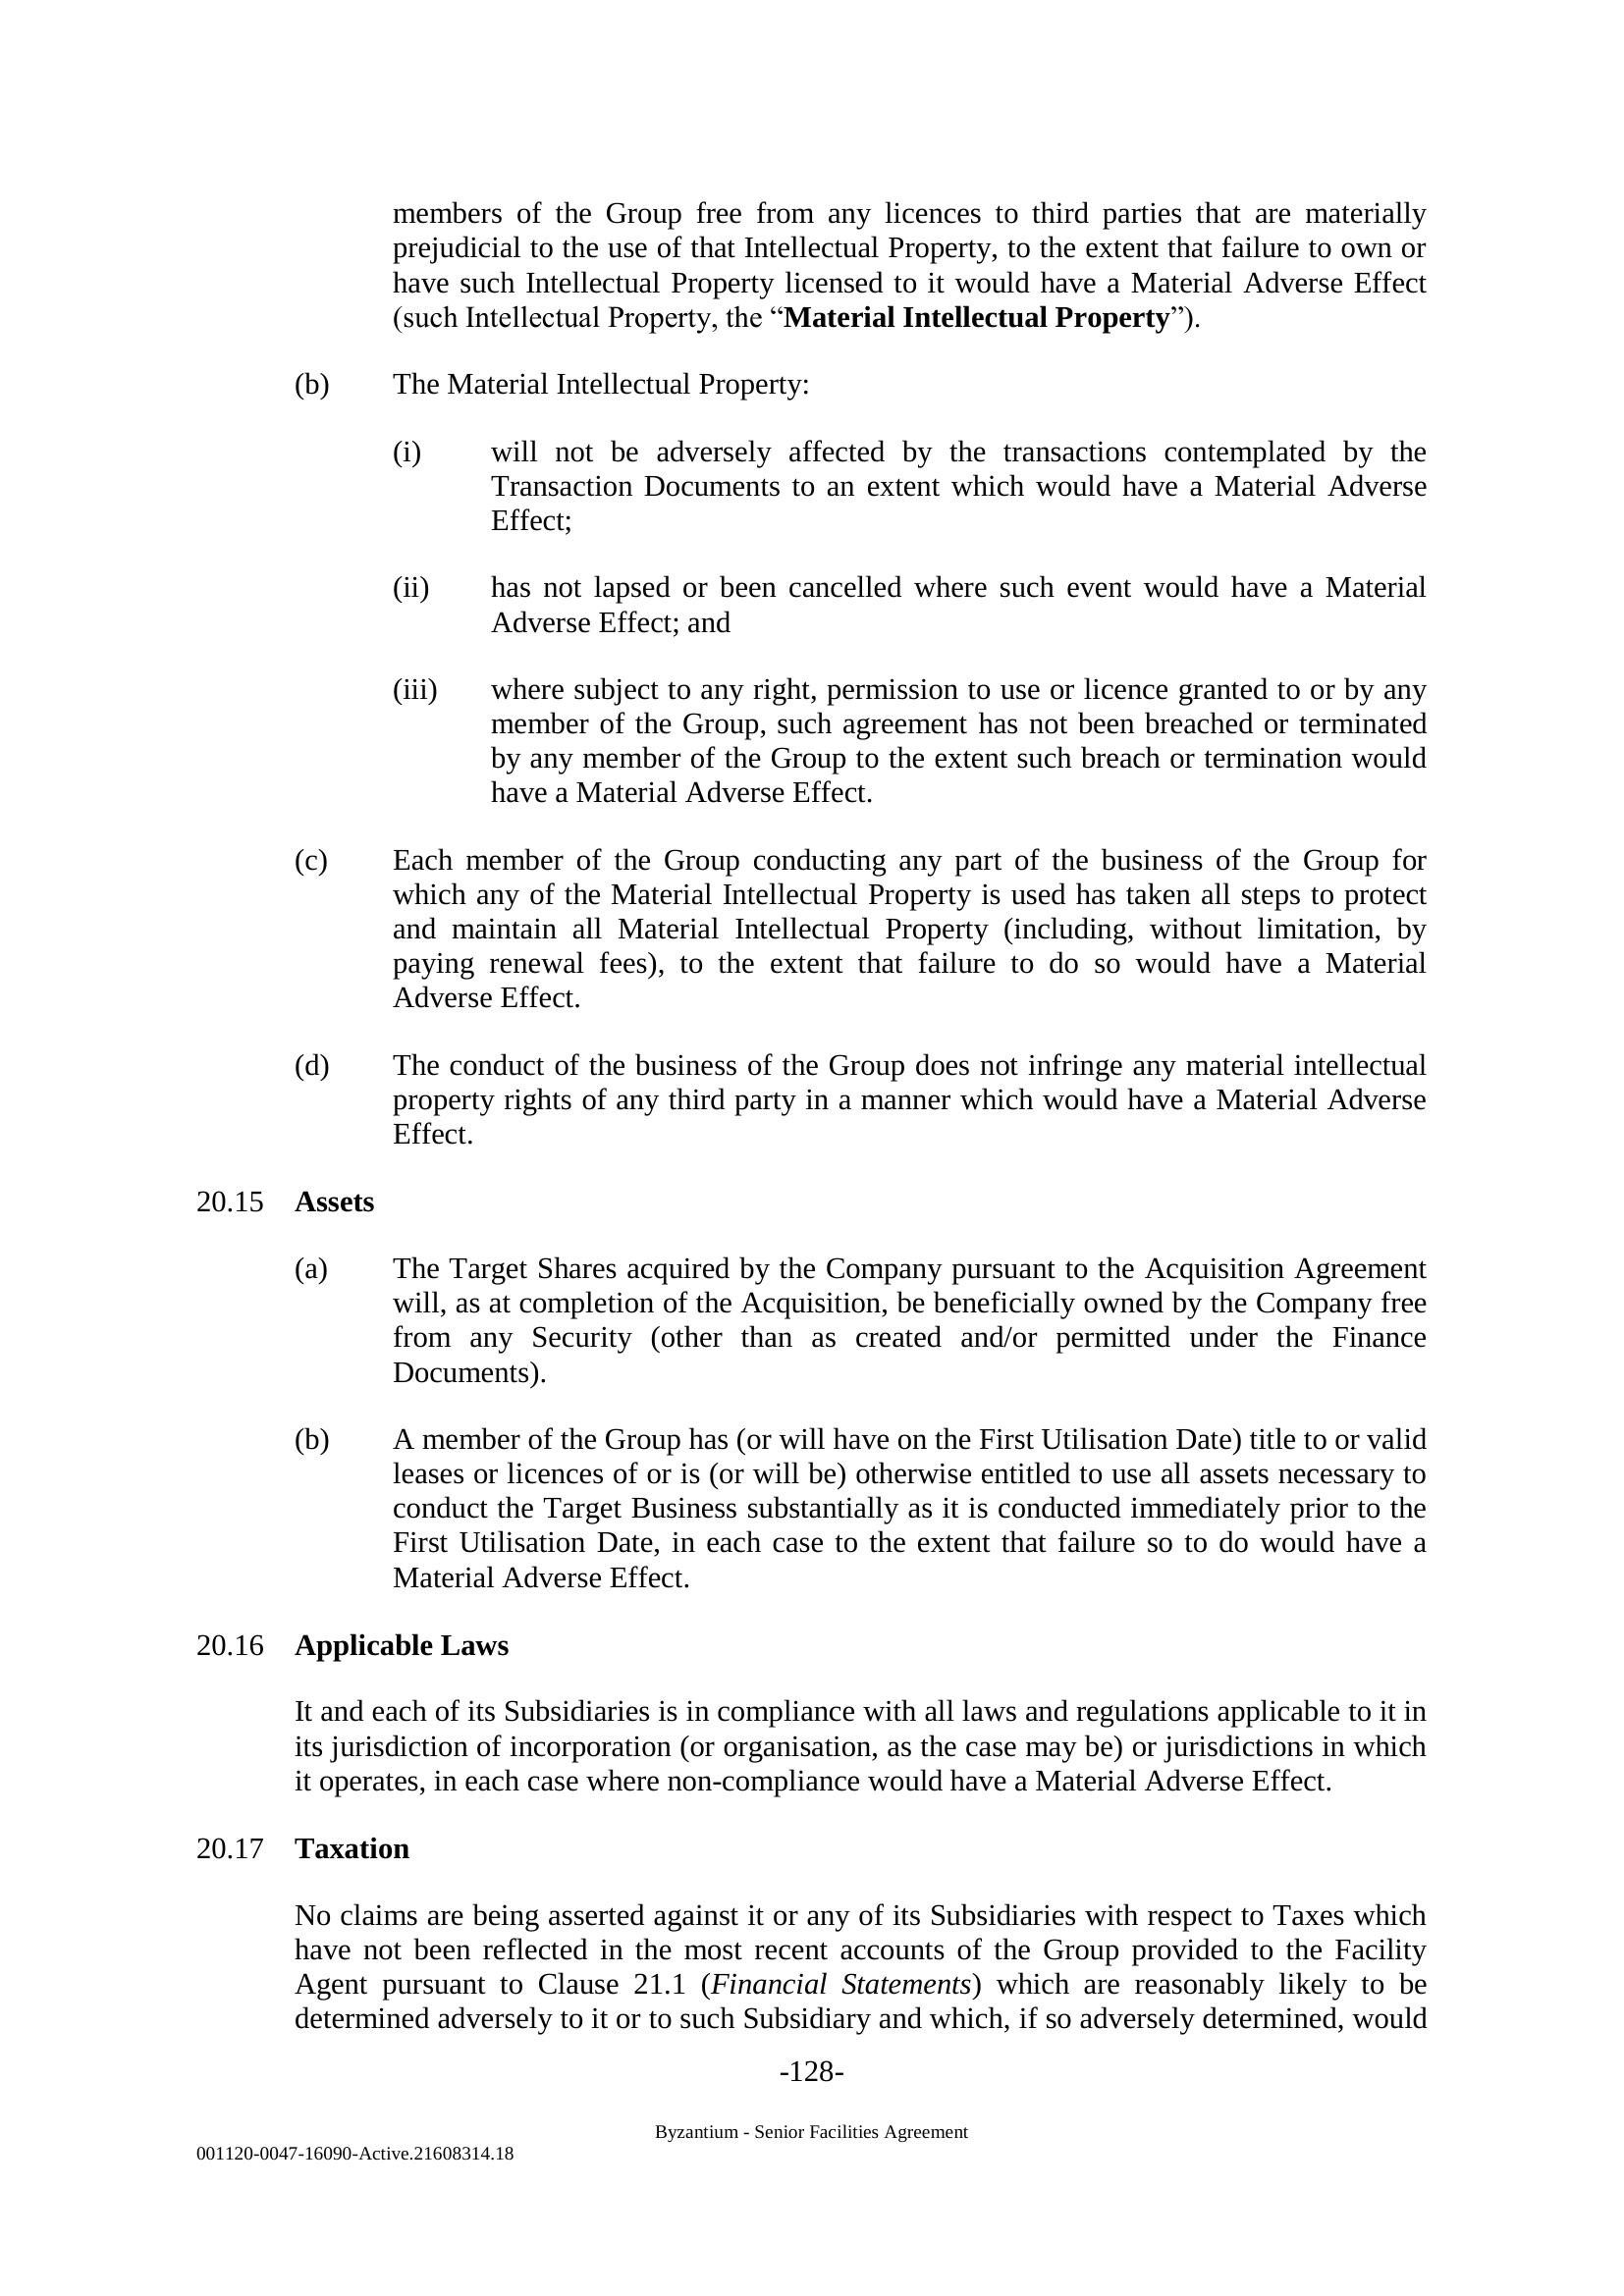 members of the Group free from any licences to third parties that are materially
prejudicial to the use of that Intellectual Property, to the extent that failure to own or
have such Intellectual Property licensed to it would have a Material Adverse Effect
(such Intellectual Property, the “Material Intellectual Property”).
(b) The Material Intellectual Property:
(i) will not be adversely affected by the transactions contemplated by the
Transaction Documents to an extent which would have a Material Adverse
Effect;
(ii) has not lapsed or been cancelled where such event would have a Material
Adverse Effect; and
(iii) where subject to any right, permission to use or licence granted to or by any
member of the Group, such agreement has not been breached or terminated
by any member of the Group to the extent such breach or termination would
have a Material Adverse Effect.
(c) Each member of the Group conducting any part of the business of the Group for
which any of the Material Intellectual Property is used has taken all steps to protect
and maintain all Material Intellectual Property (including, without limitation, by
paying renewal fees), to the extent that failure to do so would have a Material
Adverse Effect.
(d) The conduct of the business of the Group does not infringe any material intellectual
property rights of any third party in a manner which would have a Material Adverse
Effect.
20.15 Assets
(a) The Target Shares acquired by the Company pursuant to the Acquisition Agreement
will, as at completion of the Acquisition, be beneficially owned by the Company free
from any Security (other than as created and/or permitted under the Finance
Documents).
(b) A member of the Group has (or will have on the First Utilisation Date) title to or valid
leases or licences of or is (or will be) otherwise entitled to use all assets necessary to
conduct the Target Business substantially as it is conducted immediately prior to the
First Utilisation Date, in each case to the extent that failure so to do would have a
Material Adverse Effect.
20.16 Applicable Laws
It and each of its Subsidiaries is in compliance with all laws and regulations applicable to it in
its jurisdiction of incorporation (or organisation, as the case may be) or jurisdictions in which
it operates, in each case where non-compliance would have a Material Adverse Effect.
20.17 Taxation
No claims are being asserted against it or any of its Subsidiaries with respect to Taxes which
have not been reflected in the most recent accounts of the Group provided to the Facility
Agent pursuant to Clause 21.1 (Financial Statements) which are reasonably likely to be
determined adversely to it or to such Subsidiary and which, if so adversely determined, would
-128-
Byzantium - Senior Facilities Agreement
001120-0047-16090-Active.21608314.18